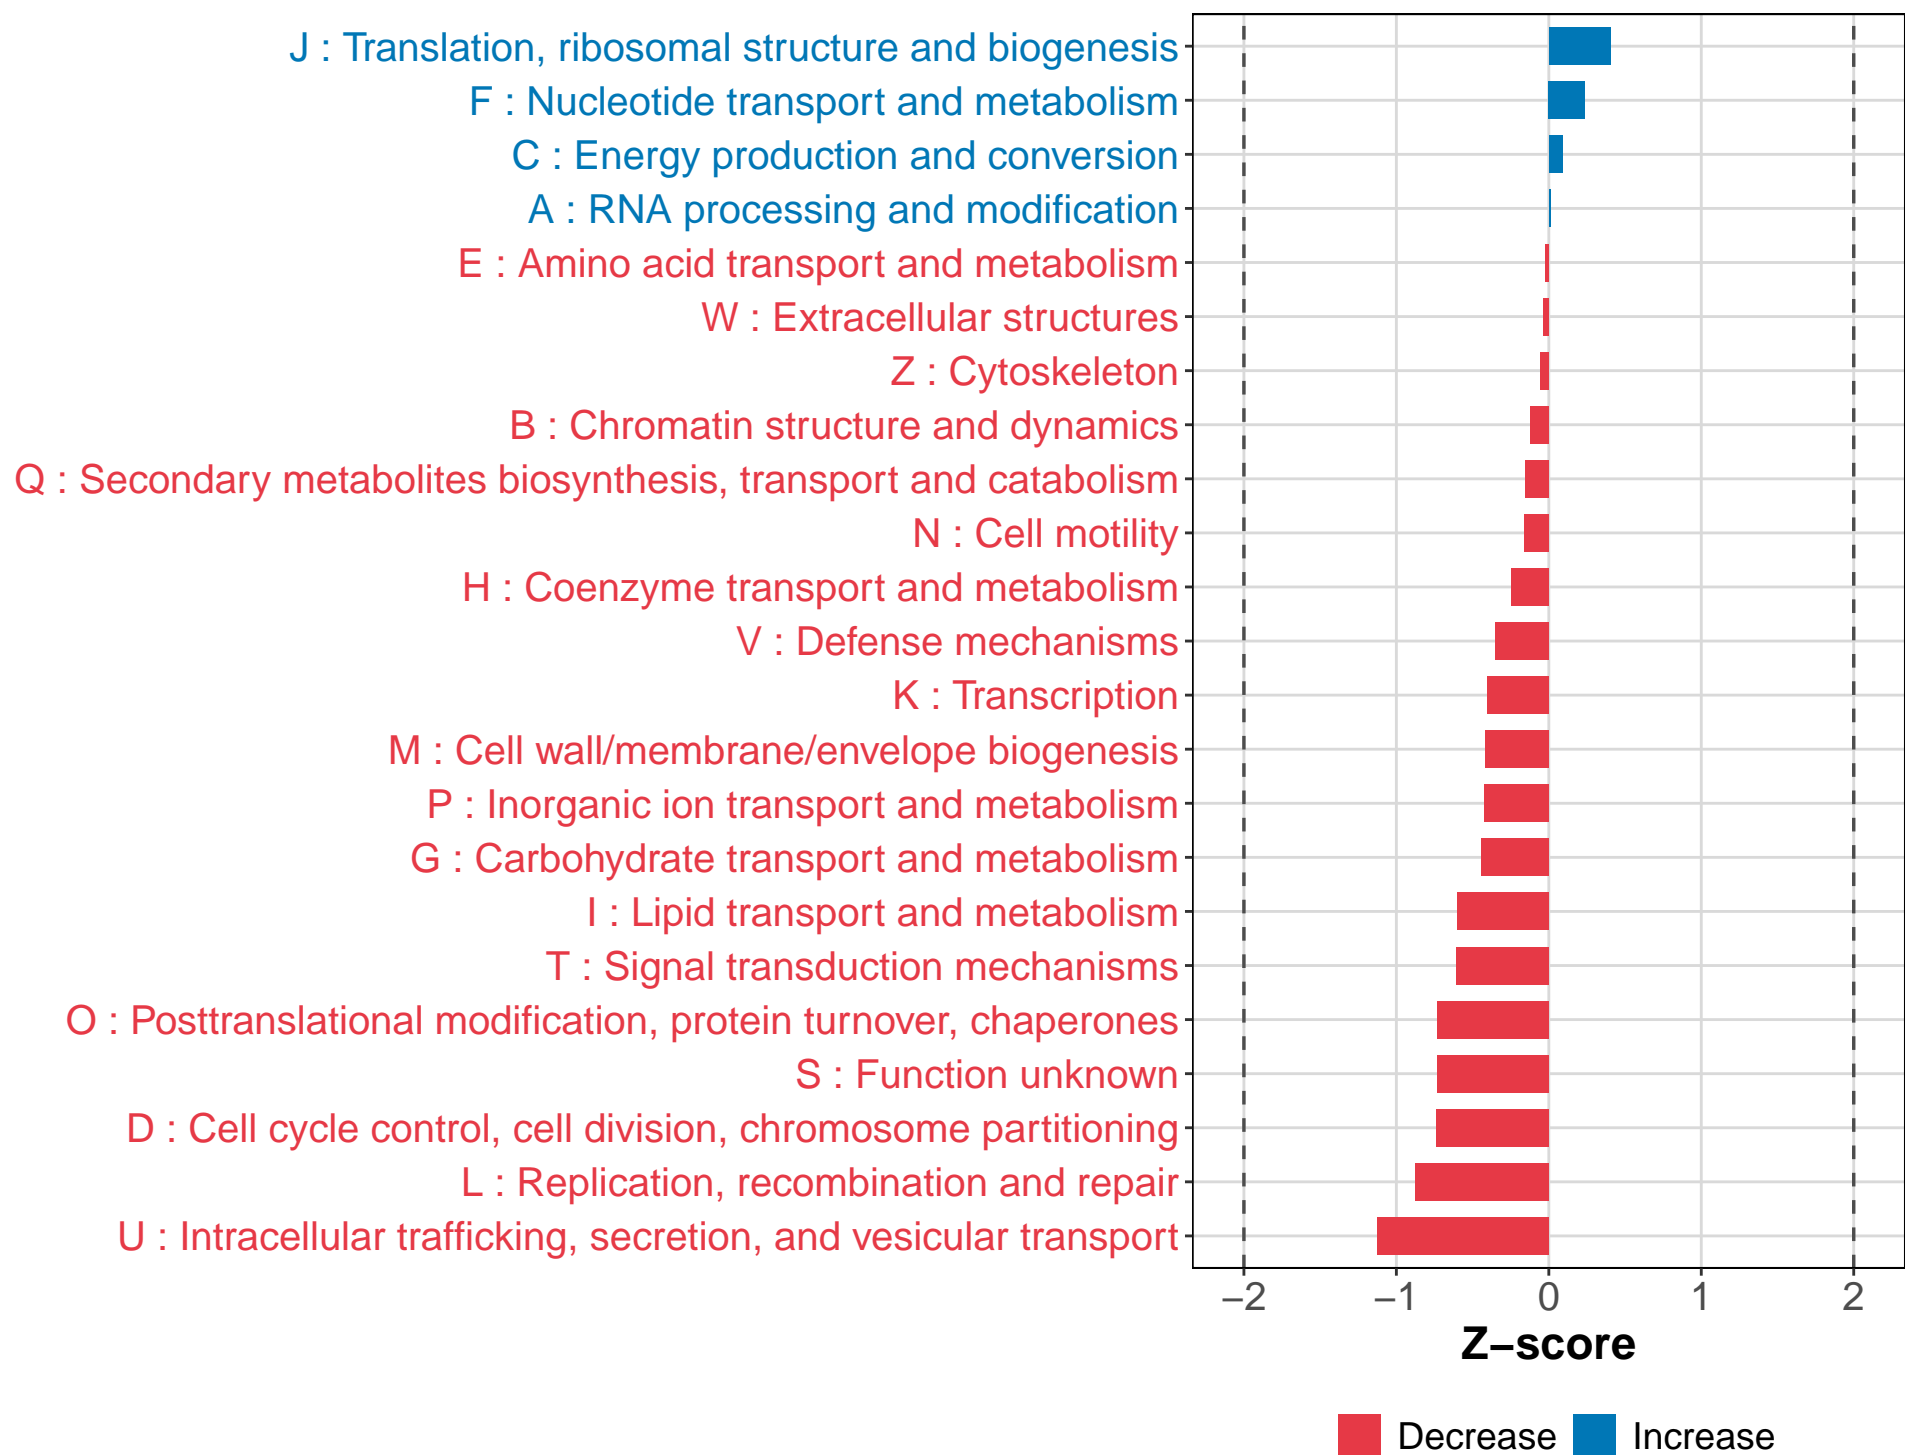 J : Translation, ribosomal structure and biogenesis
F : Nucleotide transport and metabolism
C : Energy production and conversion
A : RNA processing and modification
E : Amino acid transport and metabolism
W : Extracellular structures
Z : Cytoskeleton
B : Chromatin structure and dynamics
Q : Secondary metabolites biosynthesis, transport and catabolism
N : Cell motility
H : Coenzyme transport and metabolism
V : Defense mechanisms
K : Transcription
M : Cell wall/membrane/envelope biogenesis
P : Inorganic ion transport and metabolism
G : Carbohydrate transport and metabolism
I : Lipid transport and metabolism
T : Signal transduction mechanisms
O : Posttranslational modification, protein turnover, chaperones
S : Function unknown
D : Cell cycle control, cell division, chromosome partitioning
L : Replication, recombination and repair
U : Intracellular trafficking, secretion, and vesicular transport
−2 −1 0 1 2
Z−score
Decrease Increase